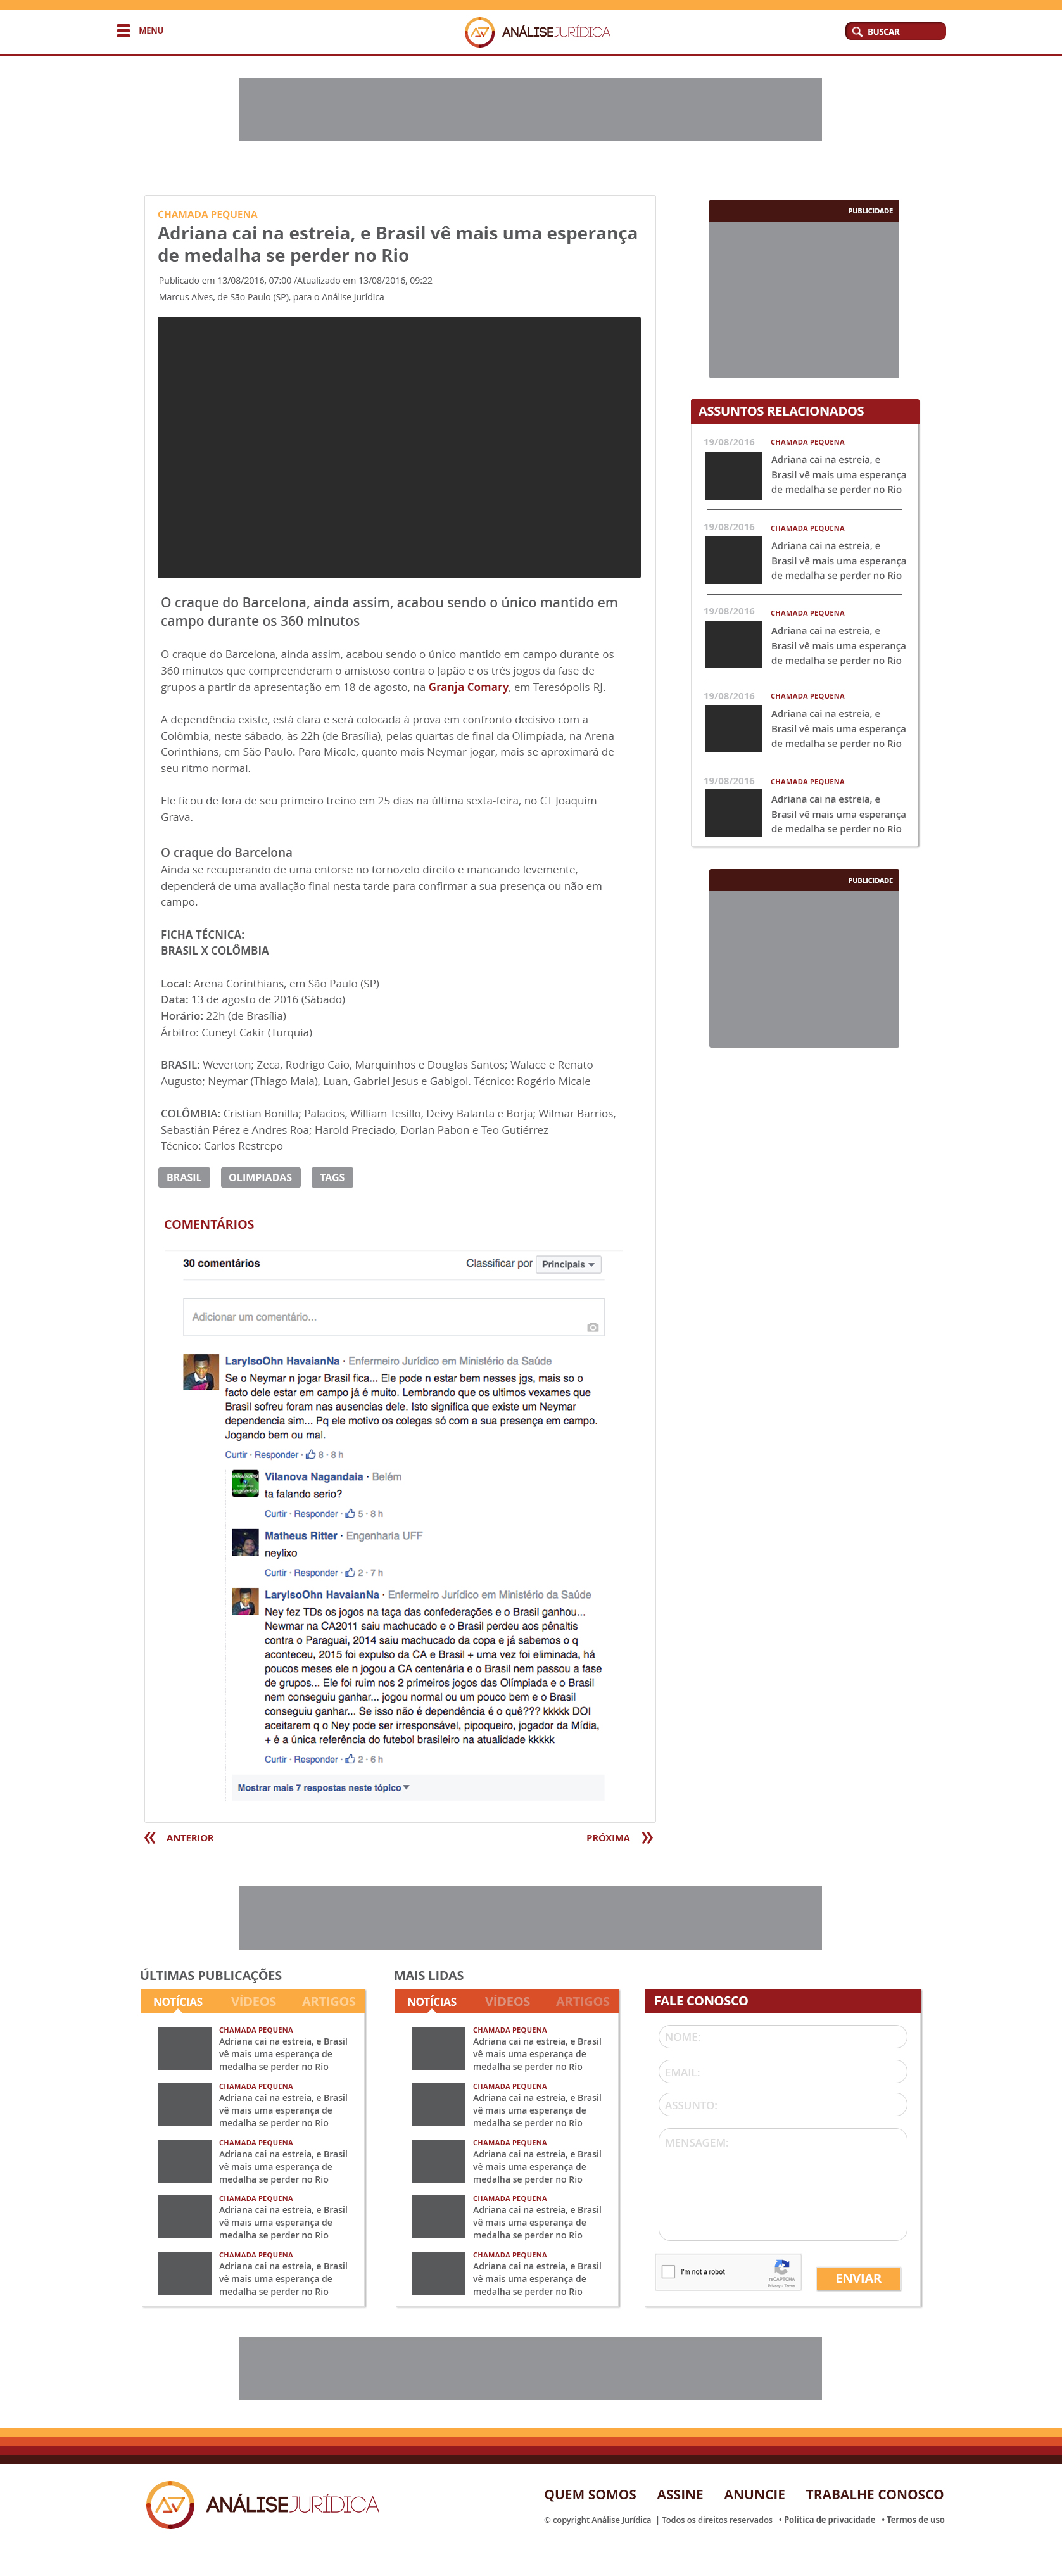 MENU
ANÁLISEJURÍDICA
BUSCAR
CHAMADA PEQUENA
Adriana cai na estreia, e Brasil vê mais uma esperança
de medalha se perder no Rio
Publicado em 13/08/2016, 07:00 /Atualizado em 13/08/2016, 09:22
Marcus Alves, de São Paulo (SP), para o Análise Jurídica
O craque do Barcelona, ainda assim, acabou sendo o único mantido em
campo durante os 360 minutos
O craque do Barcelona, ainda assim, acabou sendo o único mantido em campo durante os
360 minutos que compreenderam o amistoso contra o Japão e os três jogos da fase de
grupos a partir da apresentação em 18 de agosto, na Granja Comary, em Teresópolis-RJ.
A dependência existe, está clara e será colocada à prova em confronto decisivo com a
Colômbia, neste sábado, às 22h (de Brasília), pelas quartas de final da Olimpíada, na Arena
Corinthians, em São Paulo. Para Micale, quanto mais Neymar jogar, mais se aproximará de
seu ritmo normal.
Ele ficou de fora de seu primeiro treino em 25 dias na última sexta-feira, no CT Joaquim
Grava.
O craque do Barcelona
Ainda se recuperando de uma entorse no tornozelo direito e mancando levemente,
dependerá de uma avaliação final nesta tarde para confirmar a sua presença ou não em
campo.
FICHA TÉCNICA:
BRASIL X COLÔMBIA
Local: Arena Corinthians, em São Paulo (SP)
Data: 13 de agosto de 2016 (Sábado)
Horário: 22h (de Brasília)
Árbitro: Cuneyt Cakir (Turquia)
BRASIL: Weverton; Zeca, Rodrigo Caio, Marquinhos e Douglas Santos; Walace e Renato
Augusto; Neymar (Thiago Maia), Luan, Gabriel Jesus e Gabigol. Técnico: Rogério Micale
COLÔMBIA: Cristian Bonilla; Palacios, William Tesillo, Deivy Balanta e Borja; Wilmar Barrios,
Sebastián Pérez e Andres Roa; Harold Preciado, Dorlan Pabon e Teo Gutiérrez
Técnico: Carlos Restrepo
BRASIL OLIMPIADAS TAGS
COMENTÁRIOS
30 comentários Classificar por Principais
Adicionar um comentário...
LarylsoOhn HavaianNa · Enfermeiro Jurídico em Ministério da Saúde
Se o Neymar n jogar Brasil fica... Ele pode n estar bem nesses jgs, mais so o
facto dele estar em campo já é muito. Lembrando que os ultimos vexames que
Brasil sofreu foram nas ausencias dele. Isto significa que existe um Neymar
dependencia sim... Pq ele motivo os colegas só com a sua presença em campo.
Jogando bem ou mal.
Curtir · Responder · 8 · 8 h
Vilanova Nagandaia · Belém
ta falando serio?
Curtir · Responder · 5 · 8 h
Matheus Ritter · Engenharia UFF
neylixo
Curtir · Responder · 2 · 7 h
LarylsoOhn HavaianNa · Enfermeiro Jurídico em Ministério da Saúde
Ney fez TDs os jogos na taça das confederações e o Brasil ganhou...
Newmar na CA2011 saiu machucado e o Brasil perdeu aos pênaltis
contra o Paraguai, 2014 saiu machucado da copa e já sabemos o q
aconteceu, 2015 foi expulso da CA e Brasil + uma vez foi eliminada, há
poucos meses ele n jogou a CA centenária e o Brasil nem passou a fase
de grupos... Ele foi ruim nos 2 primeiros jogos das Olímpiadas e o Brasil
nem conseguiu ganhar... jogou normal ou um pouco bem e o Brasil
conseguiu ganhar... Se isso não é dependência é o quê??? kkkkk DOI
aceitarem q o Ney pode ser irresponsável, pipoqueiro, jogador da Mídia,
+ é a única referência do futebol brasileiro na atualidade kkkkk
Curtir · Responder · 2 · 6 h
Mostrar mais 7 respostas neste tópico
ANTERIOR
PRÓXIMA
PUBLICIDADE
ASSUNTOS RELACIONADOS
19/08/2016 CHAMADA PEQUENA
Adriana cai na estreia, e
Brasil vê mais uma esperança
de medalha se perder no Rio
19/08/2016 CHAMADA PEQUENA
Adriana cai na estreia, e
Brasil vê mais uma esperança
de medalha se perder no Rio
19/08/2016 CHAMADA PEQUENA
Adriana cai na estreia, e
Brasil vê mais uma esperança
de medalha se perder no Rio
19/08/2016 CHAMADA PEQUENA
Adriana cai na estreia, e
Brasil vê mais uma esperança
de medalha se perder no Rio
19/08/2016 CHAMADA PEQUENA
Adriana cai na estreia, e
Brasil vê mais uma esperança
de medalha se perder no Rio
PUBLICIDADE
ÚLTIMAS PUBLICAÇÕES
NOTÍCIAS VÍDEOS ARTIGOS
CHAMADA PEQUENA
Adriana cai na estreia, e Brasil
vê mais uma esperança de
medalha se perder no Rio
CHAMADA PEQUENA
Adriana cai na estreia, e Brasil
vê mais uma esperança de
medalha se perder no Rio
CHAMADA PEQUENA
Adriana cai na estreia, e Brasil
vê mais uma esperança de
medalha se perder no Rio
CHAMADA PEQUENA
Adriana cai na estreia, e Brasil
vê mais uma esperança de
medalha se perder no Rio
CHAMADA PEQUENA
Adriana cai na estreia, e Brasil
vê mais uma esperança de
medalha se perder no Rio
MAIS LIDAS
NOTÍCIAS VÍDEOS ARTIGOS
CHAMADA PEQUENA
Adriana cai na estreia, e Brasil
vê mais uma esperança de
medalha se perder no Rio
CHAMADA PEQUENA
Adriana cai na estreia, e Brasil
vê mais uma esperança de
medalha se perder no Rio
CHAMADA PEQUENA
Adriana cai na estreia, e Brasil
vê mais uma esperança de
medalha se perder no Rio
CHAMADA PEQUENA
Adriana cai na estreia, e Brasil
vê mais uma esperança de
medalha se perder no Rio
CHAMADA PEQUENA
Adriana cai na estreia, e Brasil
vê mais uma esperança de
medalha se perder no Rio
FALE CONOSCO
NOME:
EMAIL:
ASSUNTO:
MENSAGEM:
I'm not a robot
reCAPTCHA
Privacy - Terms
ENVIAR
ANÁLISEJURÍDICA
QUEM SOMOS ASSINE ANUNCIE TRABALHE CONOSCO
© copyright Análise Jurídica | Todos os direitos reservados • Política de privacidade • Termos de uso